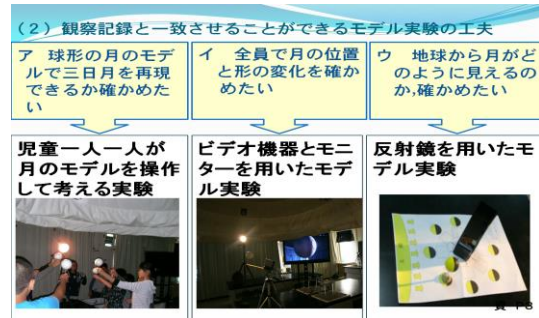 (2) 観察記録と一致させることができるモデル実験の工夫
ア 球形の月のモデ
ルで三日月を再現
できるか確かめた
い
イ 全員で月の位置
と形の変化を確か
めたい
ウ 地球から月がど
のように見えるの
か,確かめたい
児童一人一人が
月のモデルを操作
して考える実験
ビデオ機器とモニ
ターを用いたモデ
ル実験
反射鏡を用いたモ
デル実験